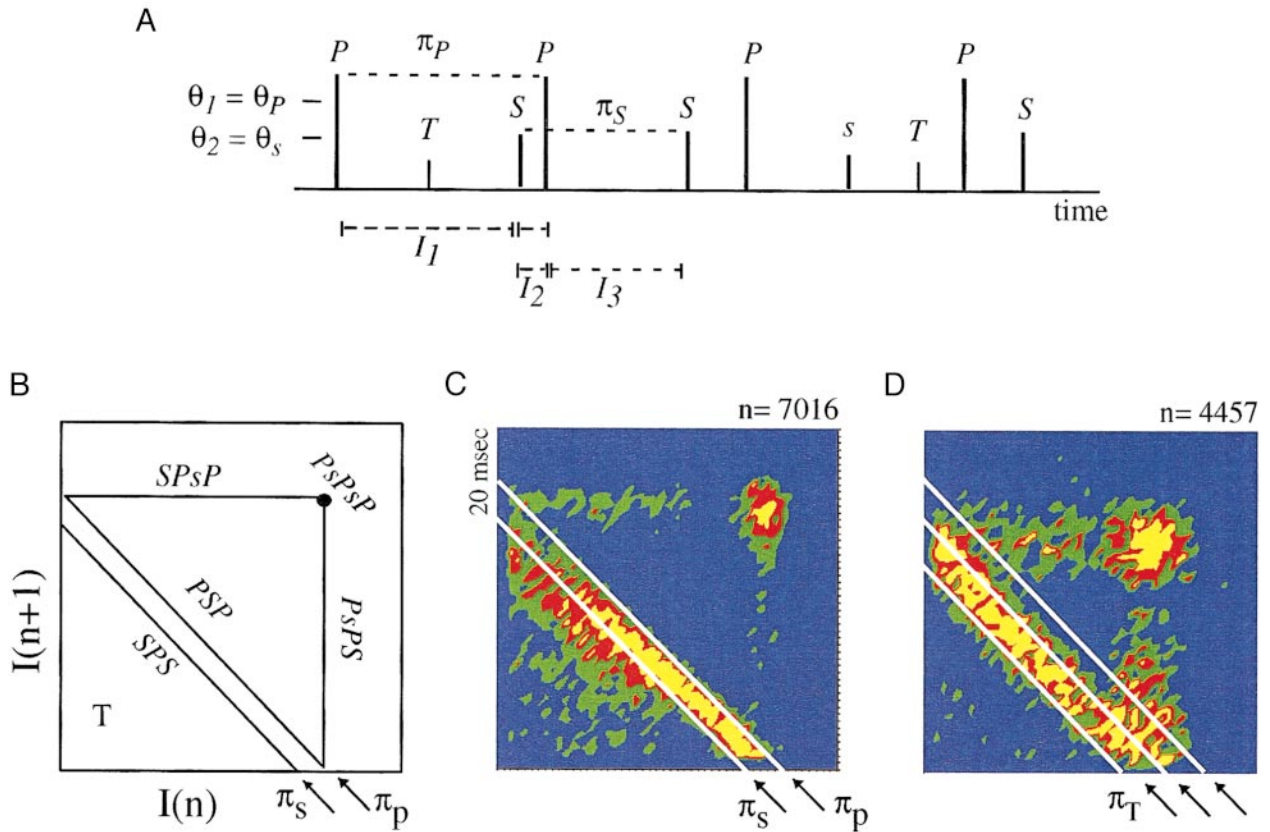 A
P π_P P P P
θ_1 = θ_P S π_S S s T S
θ_2 = θ_s T
time
I_1
I_2 I_3
B C D
n= 7016 n= 4457
SPsP PsPsP 20 msec
PSP PsPS
SPS
I(n+1)
T
I(n) π_s π_p π_s π_p π_T